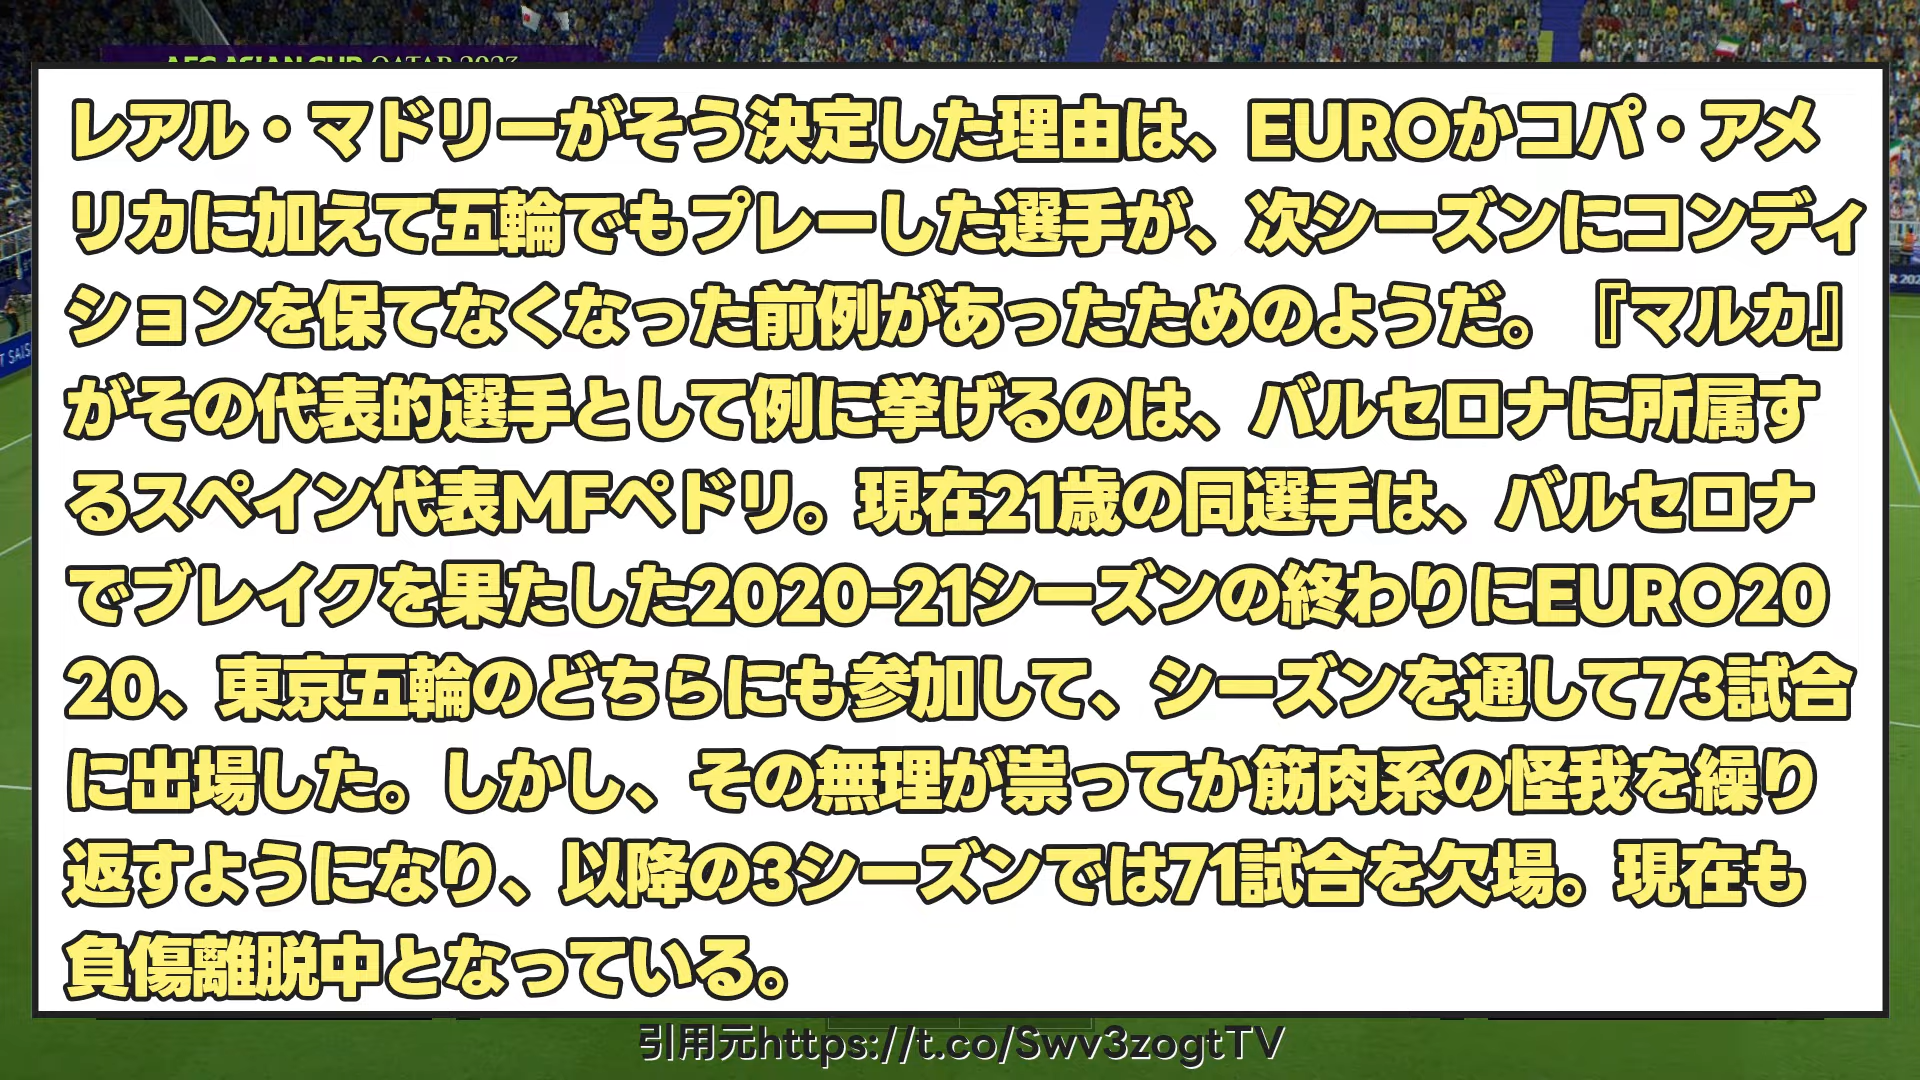 AFC ASIAN CUP QATAR 2023
レアル・マドリーがそう決定した理由は、EUROかコパ・アメ
リカに加えて五輪でもプレーした選手が、次シーズンにコンディ
ションを保てなくなった前例があったためのようだ。『マルカ』
がその代表的選手として例に挙げるのは、バルセロナに所属す
るスペイン代表MFペドリ。現在21歳の同選手は、バルセロナ
でブレイクを果たした2020-21シーズンの終わりにEURO20
20、東京五輪のどちらにも参加して、シーズンを通して73試合
に出場した。しかし、その無理が祟ってか筋肉系の怪我を繰り
返すようになり、以降の3シーズンでは71試合を欠場。現在も
負傷離脱中となっている。
引用元https://t.co/Swv3zogtTV